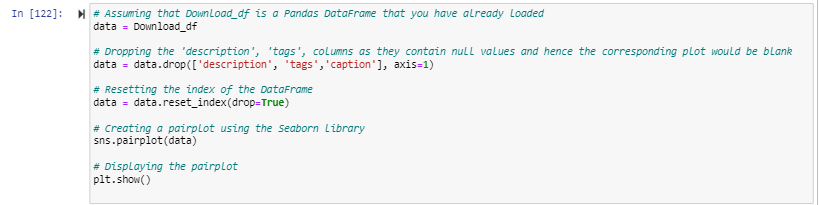 In [122]:
# Assuming that Download_df is a Pandas DataFrame that you have already loaded
data = Download_df
# Dropping the 'description', 'tags', columns as they contain null values and hence the corresponding plot would be blank
data = data.drop(['description', 'tags','caption'], axis=1)
# Resetting the index of the DataFrame
data = data.reset_index(drop=True)
# Creating a pairplot using the Seaborn library
sns.pairplot(data)
# Displaying the pairplot
plt.show()